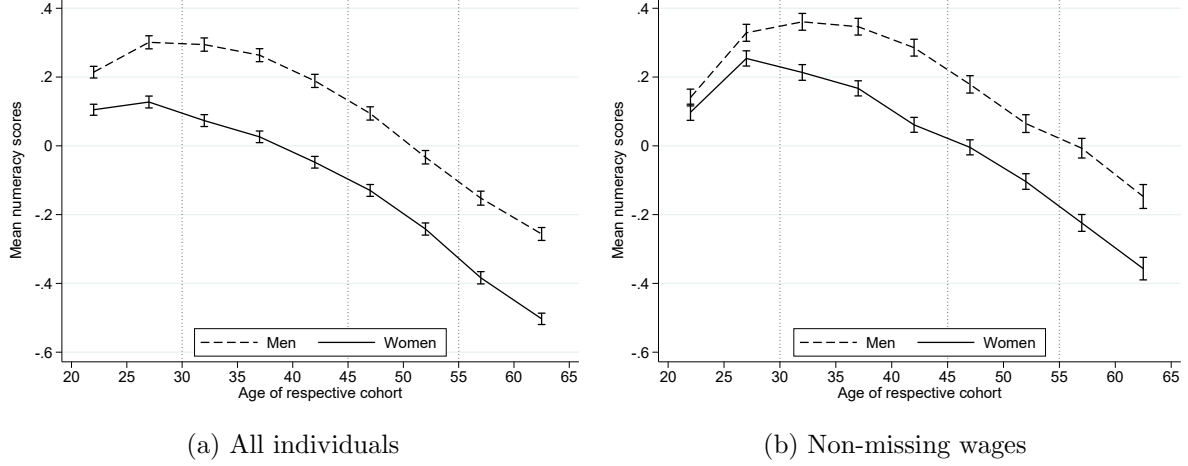 .4
.2
0
-.2
-.4
-.6
Mean numeracy scores
Men Women
20 25 30 35 40 45 50 55 60 65
Age of respective cohort
(a) All individuals
.4
.2
0
-.2
-.4
-.6
Mean numeracy scores
Men Women
20 25 30 35 40 45 50 55 60 65
Age of respective cohort
(b) Non-missing wages